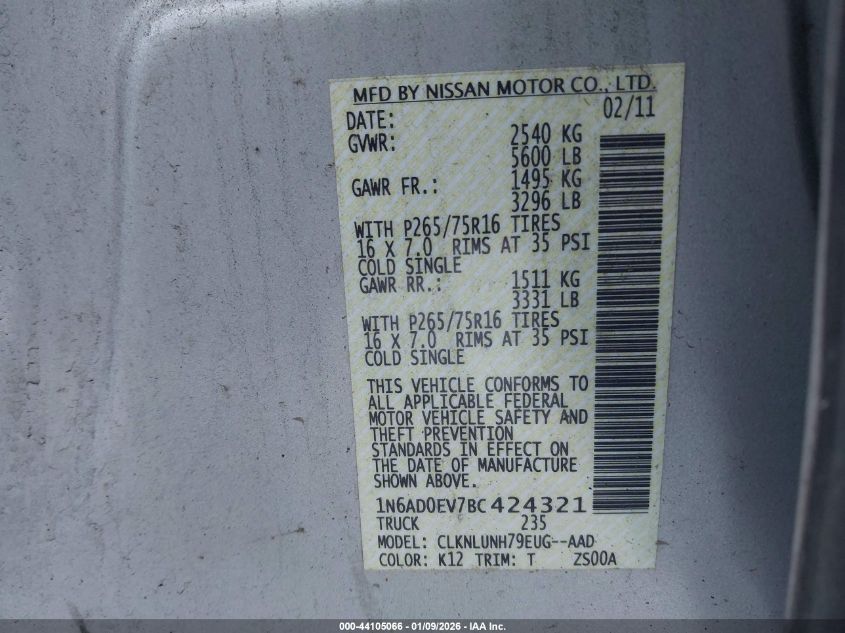 MFD BY NISSAN MOTOR CO., LTD.
DATE: 02/11
GVWR: 2540 KG
5600 LB
GAWR FR.: 1495 KG
3296 LB
WITH P265/75R16 TIRES
16 X 7.0 RIMS AT 35 PSI
COLD SINGLE
GAWR RR.: 1511 KG
3331 LB
WITH P265/75R16 TIRES
16 X 7.0 RIMS AT 35 PSI
COLD SINGLE
THIS VEHICLE CONFORMS TO
ALL APPLICABLE FEDERAL
MOTOR VEHICLE SAFETY AND
THEFT PREVENTION
STANDARDS IN EFFECT ON
THE DATE OF MANUFACTURE
SHOWN ABOVE.
1N6AD0EV7BC424321
TRUCK 235
MODEL: CLKNLUNH79EUG--AAD
COLOR: K12 TRIM: T ZS00A
000-44105066 - 01/09/2026 - IAA Inc.